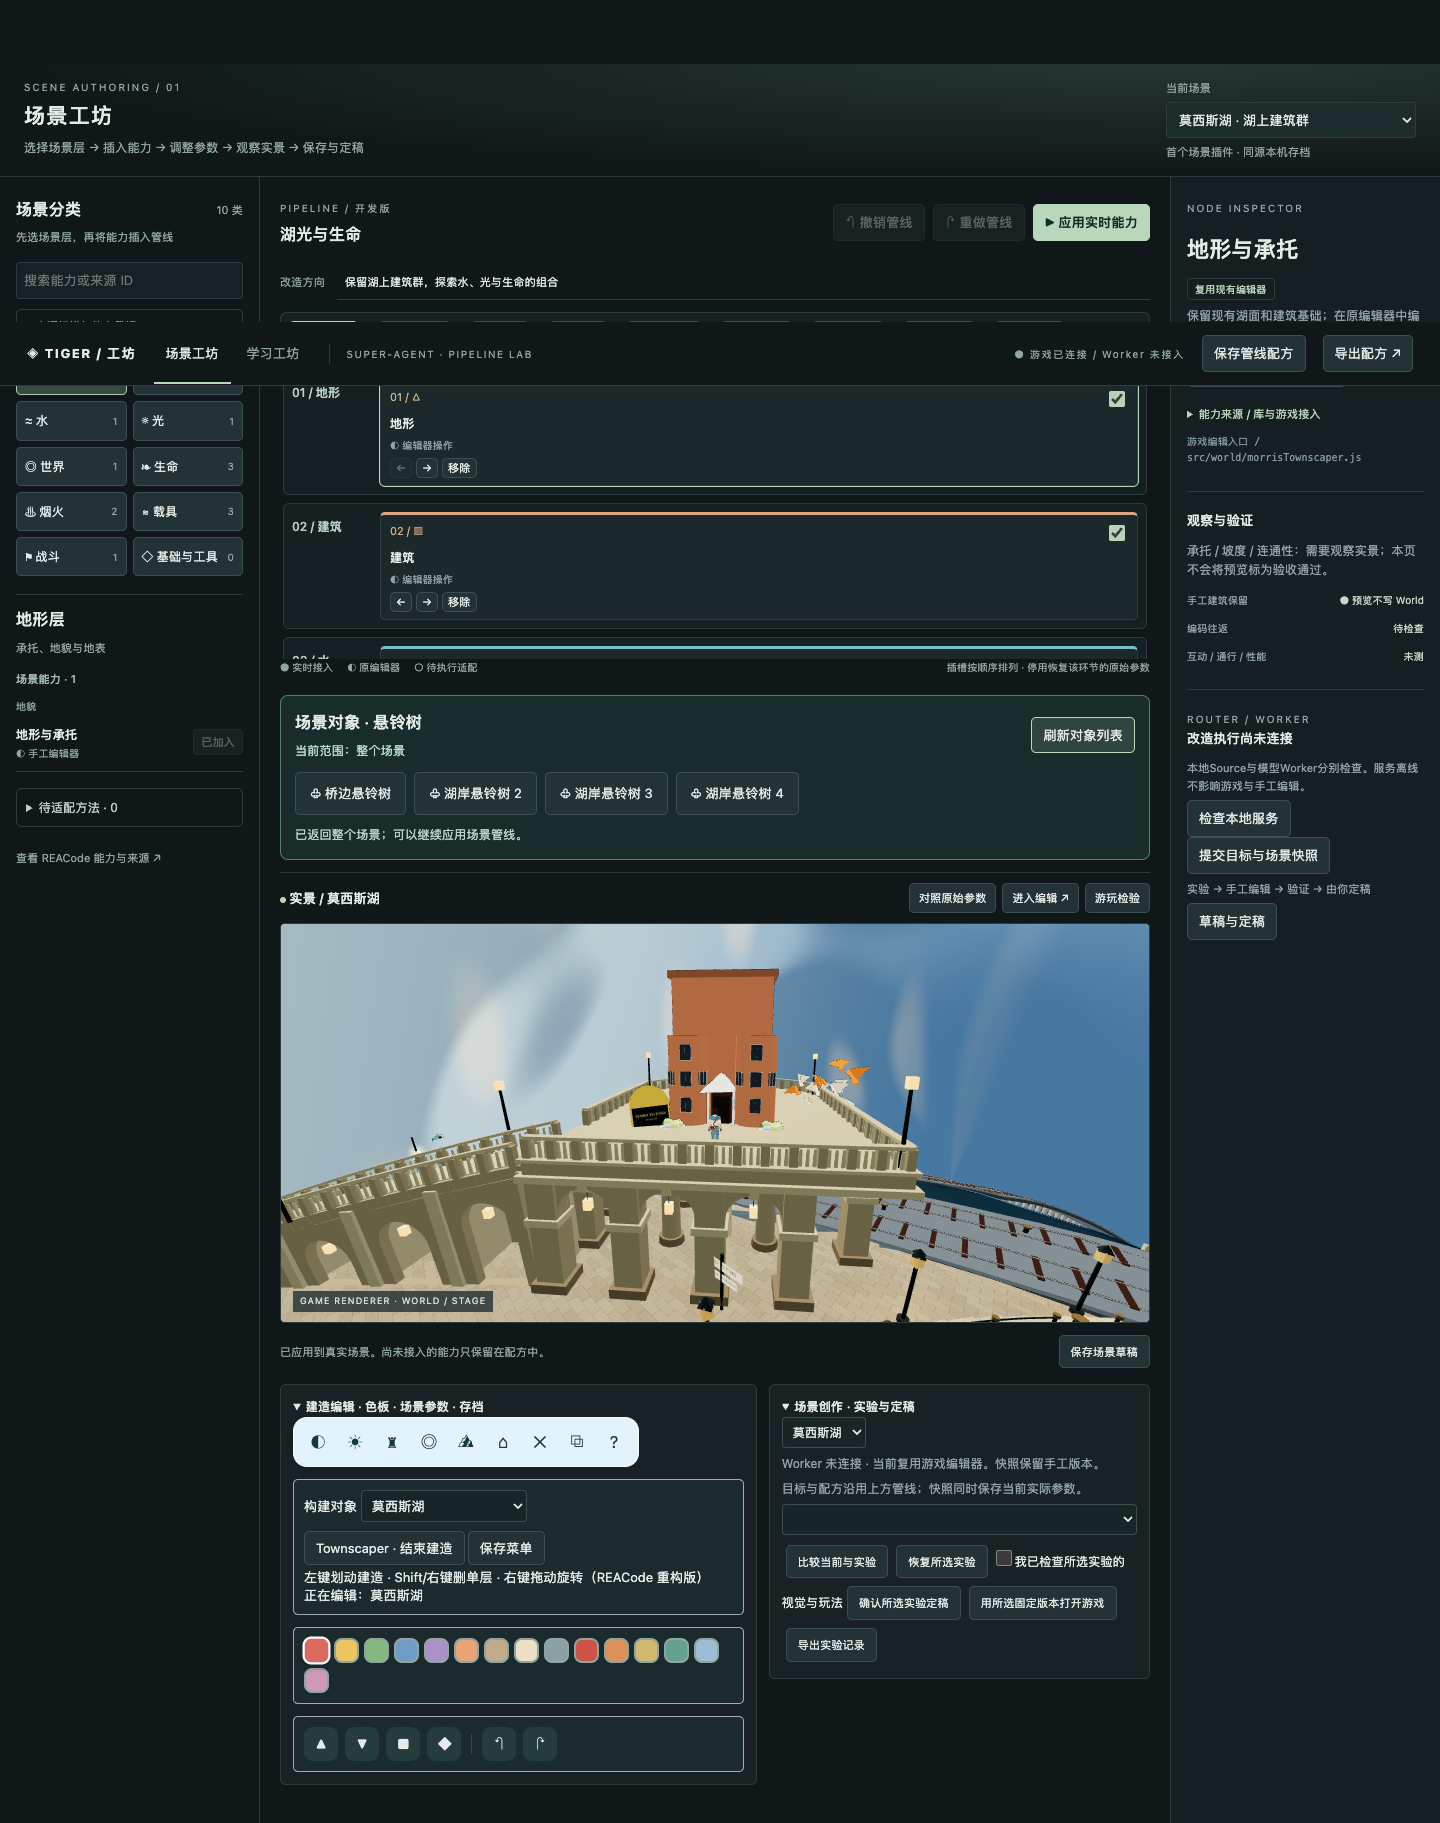 SCENE AUTHORING / 01
场景工坊
选择场景层 → 插入能力 → 调整参数 → 观察实景 → 保存与定稿
当前场景
莫西斯湖 · 湖上建筑群
首个场景插件 · 同源本机存档
场景分类
10 类
先选场景层，再将能力插入管线
搜索能力或来源 ID
PIPELINE / 开发版
湖光与生命
撤销管线
重做管线
应用实时能力
改造方向
保留湖上建筑群，探索水、光与生命的组合
NODE INSPECTOR
地形与承托
复用现有编辑器
保留现有湖面和建筑基础；在原编辑器中编
◈ TIGER / 工坊
场景工坊
学习工坊
SUPER-AGENT · PIPELINE LAB
游戏已连接 / Worker 未接入
保存管线配方
导出配方 ↗
≈ 水 1
☼ 光 1
◎ 世界 1
❧ 生命 3
♨ 烟火 2
≈ 载具 3
⚑ 战斗 1
◇ 基础与工具 0
地形层
承托、地貌与地表
场景能力 · 1
地貌
地形与承托
◐ 手工编辑器
已加入
▶ 待适配方法 · 0
查看 REACode 能力与来源 ↗
01 / 地形
01 / △
地形
◐ 编辑器操作
← → 移除
02 / 建筑
02 / ▥
建筑
◐ 编辑器操作
← → 移除
● 实时接入 ◐ 原编辑器 ○ 待执行适配
插槽按顺序排列 · 停用恢复该环节的原始参数
场景对象 · 悬铃树
当前范围：整个场景
刷新对象列表
♧ 桥边悬铃树
♧ 湖岸悬铃树 2
♧ 湖岸悬铃树 3
♧ 湖岸悬铃树 4
已返回整个场景；可以继续应用场景管线。
实景 / 莫西斯湖
对照原始参数
进入编辑 ↗
游玩检验
GAME RENDERER · WORLD / STAGE
已应用到真实场景。尚未接入的能力只保留在配方中。
保存场景草稿
▼ 建造编辑 · 色板 · 场景参数 · 存档
?
构建对象
莫西斯湖
Townscaper · 结束建造
保存菜单
左键划动建造 · Shift/右键删单层 · 右键拖动旋转（REACode 重构版）
正在编辑：莫西斯湖
▼ 场景创作 · 实验与定稿
莫西斯湖
Worker 未连接 · 当前复用游戏编辑器。快照保留手工版本。
目标与配方沿用上方管线；快照同时保存当前实际参数。
比较当前与实验
恢复所选实验
我已检查所选实验的
视觉与玩法
确认所选实验定稿
用所选固定版本打开游戏
导出实验记录
▶ 能力来源 / 库与游戏接入
游戏编辑入口 /
src/world/morrisTownscaper.js
观察与验证
承托 / 坡度 / 连通性：需要观察实景；本页
不会将预览标为验收通过。
手工建筑保留
● 预览不写 World
编码往返
待检查
互动 / 通行 / 性能
未测
ROUTER / WORKER
改造执行尚未连接
本地Source与模型Worker分别检查。服务离线
不影响游戏与手工编辑。
检查本地服务
提交目标与场景快照
实验 → 手工编辑 → 验证 → 由你定稿
草稿与定稿